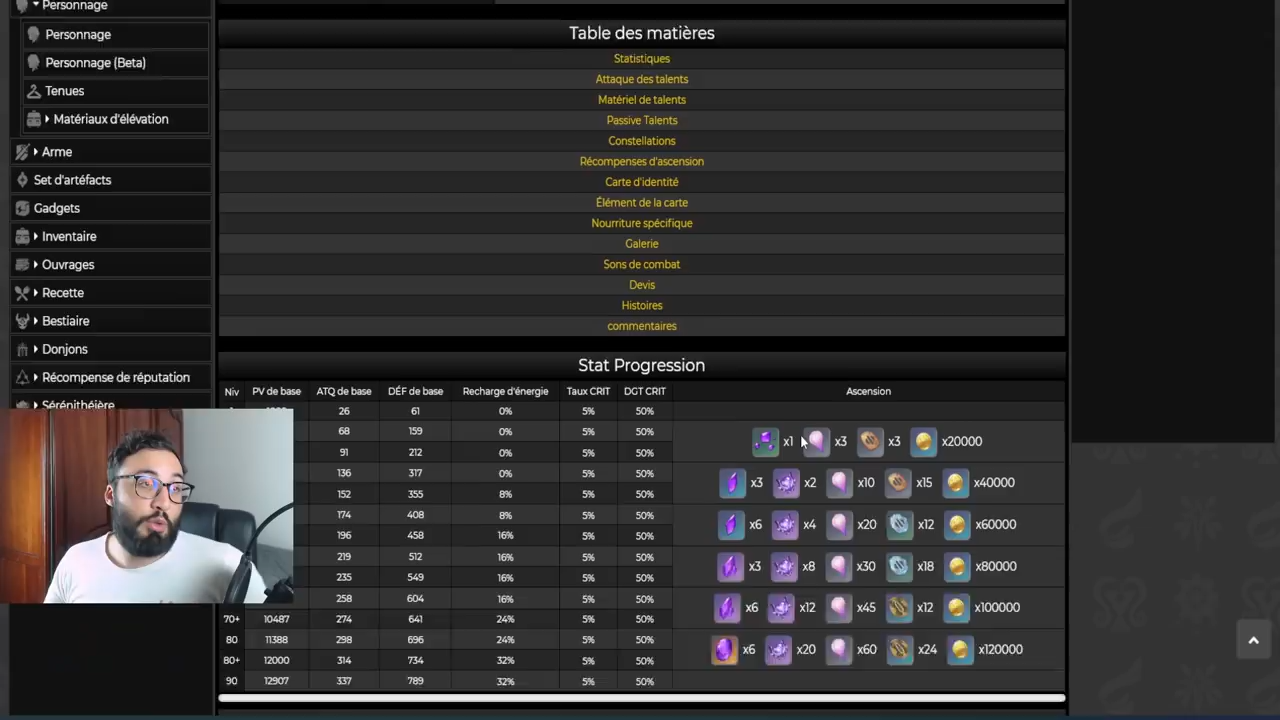 Personnage
Personnage
Personnage (Beta)
Tenues
Matériaux d'élévation
Arme
Set d'artéfacts
Gadgets
Inventaire
Ouvrages
Recette
Bestiaire
Donjons
Récompense de réputation
Sérénithéière
Table des matières
Statistiques
Attaque des talents
Matériel de talents
Passive Talents
Constellations
Récompenses d'ascension
Carte d'identité
Élément de la carte
Nourriture spécifique
Galerie
Sons de combat
Devis
Histoires
commentaires
Stat Progression
Niv PV de base ATQ de base DÉF de base Recharge d'énergie Taux CRIT DGT CRIT Ascension
26 61 0% 5% 50%
68 159 0% 5% 50% x1 x3 x3 x20000
91 212 0% 5% 50%
136 317 0% 5% 50% x3 x2 x10 x15 x40000
152 355 8% 5% 50%
174 408 8% 5% 50% x6 x4 x20 x12 x60000
196 458 16% 5% 50%
219 512 16% 5% 50% x3 x8 x30 x18 x80000
235 549 16% 5% 50%
258 604 16% 5% 50% x6 x12 x45 x12 x100000
70+ 10487 274 641 24% 5% 50%
80 11388 298 696 24% 5% 50% x6 x20 x60 x24 x120000
80+ 12000 314 734 32% 5% 50%
90 12907 337 789 32% 5% 50%